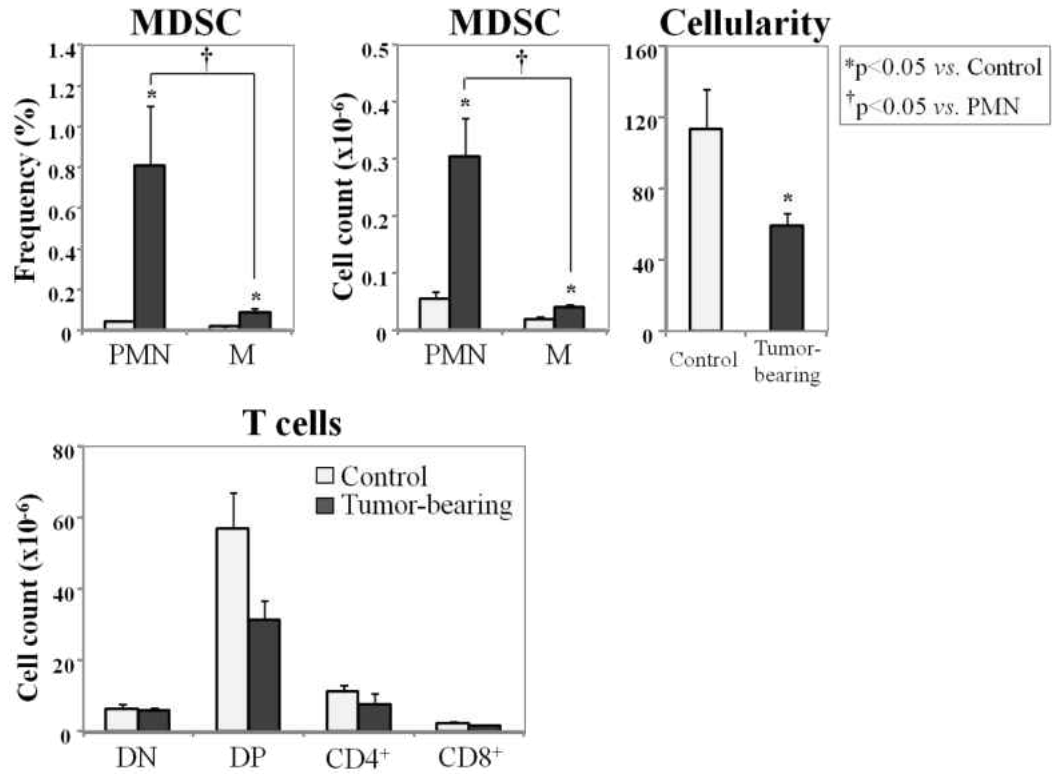 MDSC
Frequency (%)
1.4
1.2
1.0
0.8
0.6
0.4
0.2
0
*
†
*
PMN M
MDSC
Cell count (x10⁻⁶)
0.5
0.4
0.3
0.2
0.1
0
*
†
*
PMN M
Cellularity
160
120
80
40
0
*
Control Tumor-
bearing
*p<0.05 vs. Control
†p<0.05 vs. PMN
T cells
Cell count (x10⁻⁶)
80
60
40
20
0
Control
Tumor-bearing
DN DP CD4⁺ CD8⁺